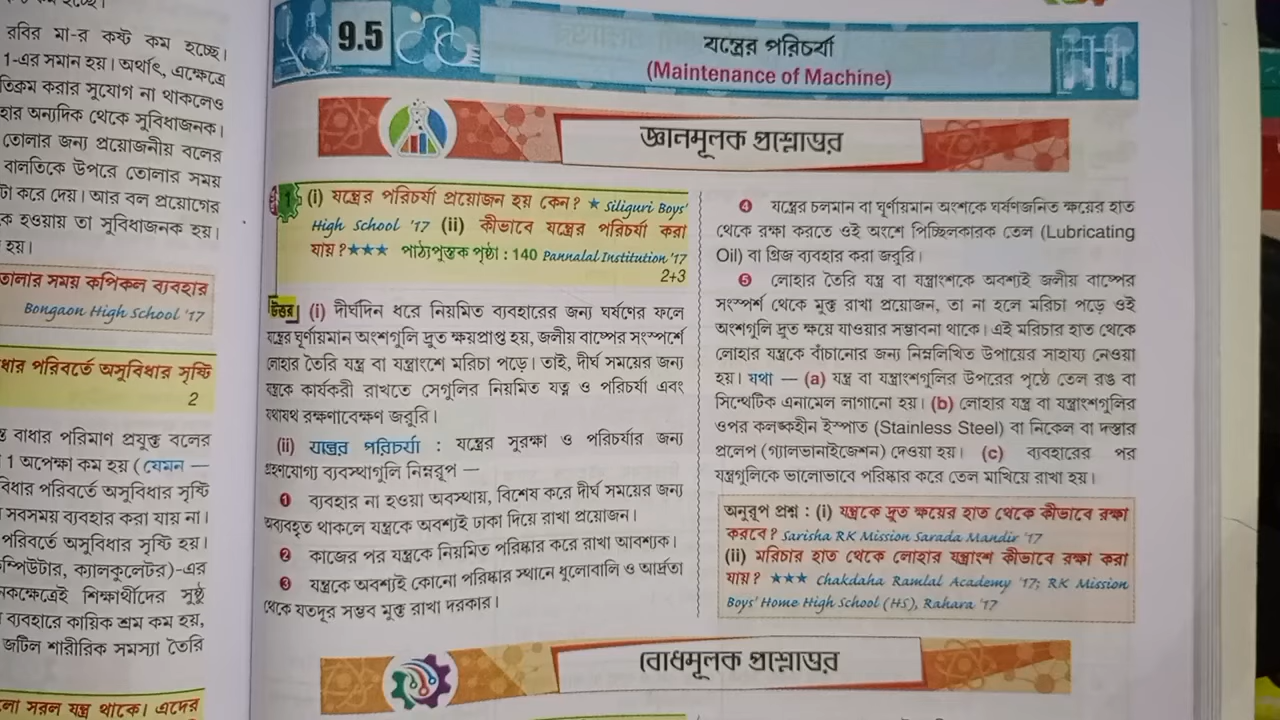 রবির মা-র কষ্ট কম হচ্ছে।
1-এর সমান হয়। অর্থাৎ, এক্ষেত্রে
তিক্রম করার সুযোগ না থাকলেও
হার অন্যদিক থেকে সুবিধাজনক।
তোলার জন্য প্রয়োজনীয় বলের
বালতিকে উপরে তোলার সময়
টা করে দেয়। আর বল প্রয়োগের
ক হওয়ায় তা সুবিধাজনক হয়।
হয়।
তালার সময় কপিকল ব্যবহার
Bongaon High School '17
ধার পরিবর্তে অসুবিধার সৃষ্টি
2
বাধার পরিমাণ প্রযুক্ত বলের
1 অপেক্ষা কম হয় (যেমন —
বিধার পরিবর্তে অসুবিধার সৃষ্টি
সবসময় ব্যবহার করা যায় না।
পরিবর্তে অসুবিধার সৃষ্টি হয়।
ম্পিউটার, ক্যালকুলেটর)-এর
নকক্ষেত্রেই শিক্ষার্থীদের সুষ্ঠু
ব্যবহারে কায়িক শ্রম কম হয়,
জটিল শারীরিক সমস্যা তৈরি
লো সরল যন্ত্র থাকে। এদের
9.5
যন্ত্রের পরিচর্যা
(Maintenance of Machine)
জ্ঞানমূলক প্রশ্নোত্তর
1 (i) যন্ত্রের পরিচর্যা প্রয়োজন হয় কেন? ★ Siliguri Boys'
High School '17 (ii) কীভাবে যন্ত্রের পরিচর্যা করা
যায়?★★★ পাঠ্যপুস্তক পৃষ্ঠা : 140 Pannalal Institution '17
2+3
উত্তর (i) দীর্ঘদিন ধরে নিয়মিত ব্যবহারের জন্য ঘর্ষণের ফলে
যন্ত্রের ঘূর্ণায়মান অংশগুলি দ্রুত ক্ষয়প্রাপ্ত হয়, জলীয় বাষ্পের সংস্পর্শে
লোহার তৈরি যন্ত্র বা যন্ত্রাংশে মরিচা পড়ে। তাই, দীর্ঘ সময়ের জন্য
যন্ত্রকে কার্যকরী রাখতে সেগুলির নিয়মিত যত্ন ও পরিচর্যা এবং
যথাযথ রক্ষণাবেক্ষণ জরুরি।
(ii) যন্ত্রের পরিচর্যা : যন্ত্রের সুরক্ষা ও পরিচর্যার জন্য
গ্রহণযোগ্য ব্যবস্থাগুলি নিম্নরূপ —
1 ব্যবহার না হওয়া অবস্থায়, বিশেষ করে দীর্ঘ সময়ের জন্য
অব্যবহৃত থাকলে যন্ত্রকে অবশ্যই ঢাকা দিয়ে রাখা প্রয়োজন।
2 কাজের পর যন্ত্রকে নিয়মিত পরিষ্কার করে রাখা আবশ্যক।
3 যন্ত্রকে অবশ্যই কোনো পরিষ্কার স্থানে ধুলোবালি ও আর্দ্রতা
থেকে যতদূর সম্ভব মুক্ত রাখা দরকার।
4 যন্ত্রের চলমান বা ঘূর্ণায়মান অংশকে ঘর্ষণজনিত ক্ষয়ের হাত
থেকে রক্ষা করতে ওই অংশে পিচ্ছিলকারক তেল (Lubricating
Oil) বা গ্রিজ ব্যবহার করা জরুরি।
5 লোহার তৈরি যন্ত্র বা যন্ত্রাংশকে অবশ্যই জলীয় বাষ্পের
সংস্পর্শ থেকে মুক্ত রাখা প্রয়োজন, তা না হলে মরিচা পড়ে ওই
অংশগুলি দ্রুত ক্ষয়ে যাওয়ার সম্ভাবনা থাকে। এই মরিচার হাত থেকে
লোহার যন্ত্রকে বাঁচানোর জন্য নিম্নলিখিত উপায়ের সাহায্য নেওয়া
হয়। যথা — (a) যন্ত্র বা যন্ত্রাংশগুলির উপরের পৃষ্ঠে তেল রঙ বা
সিন্থেটিক এনামেল লাগানো হয়। (b) লোহার যন্ত্র বা যন্ত্রাংশগুলির
ওপর কলঙ্কহীন ইস্পাত (Stainless Steel) বা নিকেল বা দস্তার
প্রলেপ (গ্যালভানাইজেশন) দেওয়া হয়। (c) ব্যবহারের পর
যন্ত্রগুলিকে ভালোভাবে পরিষ্কার করে তেল মাখিয়ে রাখা হয়।
অনুরূপ প্রশ্ন : (i) যন্ত্রকে দ্রুত ক্ষয়ের হাত থেকে কীভাবে রক্ষা
করবে? Sarisha RK Mission Sarada Mandir '17
(ii) মরিচার হাত থেকে লোহার যন্ত্রাংশ কীভাবে রক্ষা করা
যায়? ★★★ Chakdaha Ramlal Academy '17; RK Mission
Boys' Home High School (HS), Rahara '17
বোধমূলক প্রশ্নোত্তর